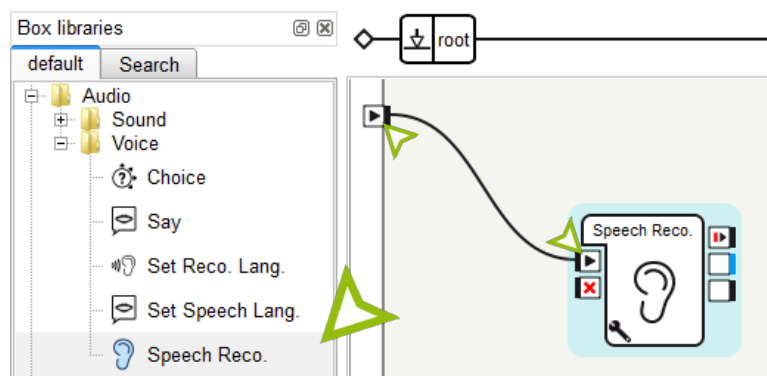 Box libraries
default
Search
Audio
Sound
Voice
Choice
Say
Set Reco. Lang.
Set Speech Lang.
Speech Reco.
root
Speech Reco.